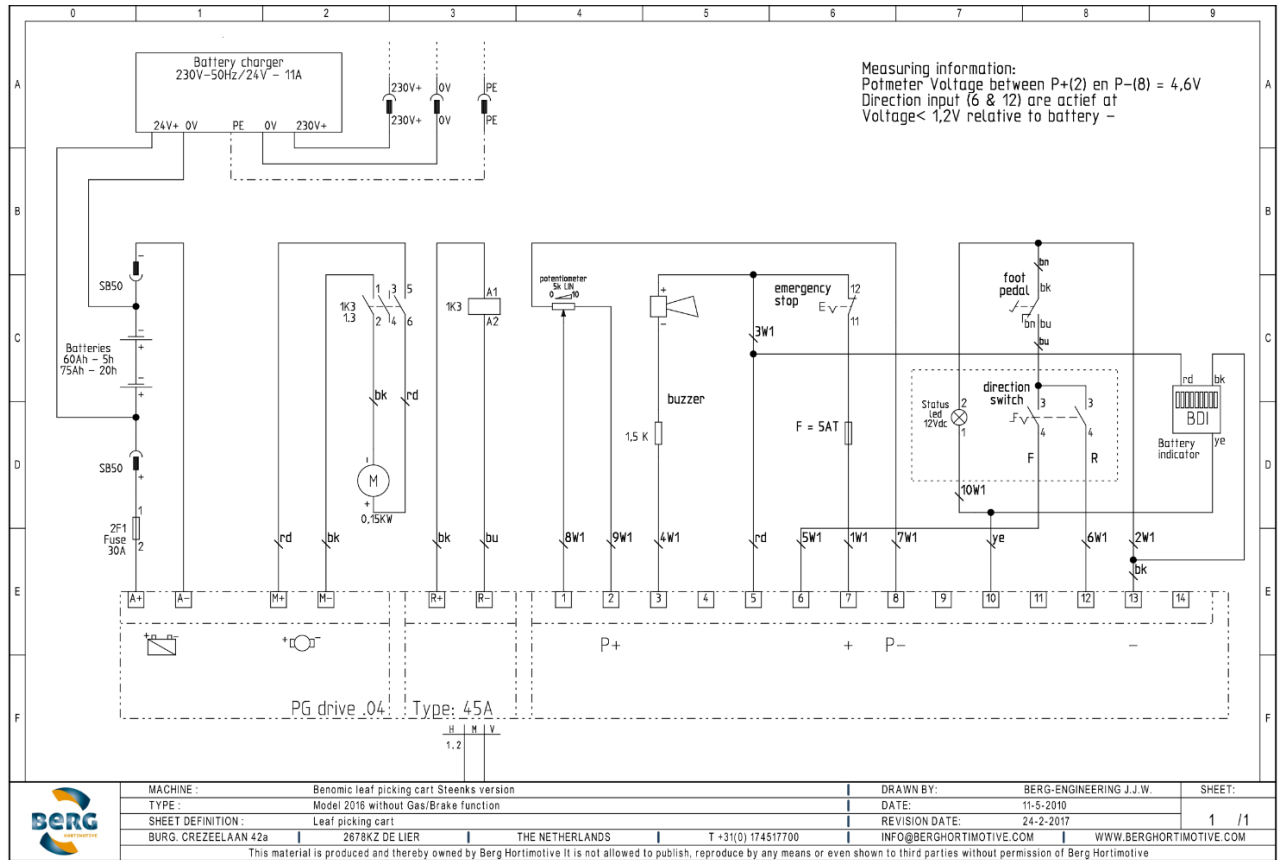 0 1 2 3 4 5 6 7 8 9
Battery charger
230V-50Hz/24V - 11A
24V+ 0V PE 0V 230V+
230V+ 0V PE
230V+ 0V PE
Measuring information:
Potmeter Voltage between P+(2) en P-(8) = 4,6V
Direction input (6 & 12) are actief at
Voltage< 1,2V relative to battery -
A A
B B
C C
D D
E E
F F
-
SB50
-
+
Batteries
60Ah - 5h
75Ah - 20h
-
+
SB50
+
1
2F1
Fuse
30A
2
1 3 5
1K3
1.3
2 4 6
bk rd
-
M
+
0,15KW
A1
1K3
A2
potentiometer
5k LIN
0 10
+
-
buzzer
1,5 K
3W1
emergency
stop
12
E
11
F = 5AT
bn
foot
pedal
bk
bn bu
bu
direction
switch
3 3
4 4
F R
Status
led
12Vdc
2
1
10W1
rd bk
BDI
ye
Battery
indicator
rd bk bk bu 8W1 9W1 4W1 rd 5W1 1W1 7W1 ye 6W1 2W1
bk
A+ A- M+ M- R+ R- 1 2 3 4 5 6 7 8 9 10 11 12 13 14
+ - + - P+ + P- -
PG drive .04 Type: 45A
H M V
1.2
BERG
HORTIMOTIVE
MACHINE : Benomic leaf picking cart Steenks version DRAWN BY: BERG-ENGINEERING J.J.W. SHEET:
TYPE : Model 2016 without Gas/Brake function DATE: 11-5-2010
SHEET DEFINITION : Leaf picking cart REVISION DATE: 24-2-2017 1 /1
BURG. CREZEELAAN 42a 2678KZ DE LIER THE NETHERLANDS T +31(0) 174517700 INFO@BERGHORTIMOTIVE.COM WWW.BERGHORTIMOTIVE.COM
This material is produced and thereby owned by Berg Hortimotive It is not allowed to publish, reproduce by any means or even shown to third parties without permission of Berg Hortimotive